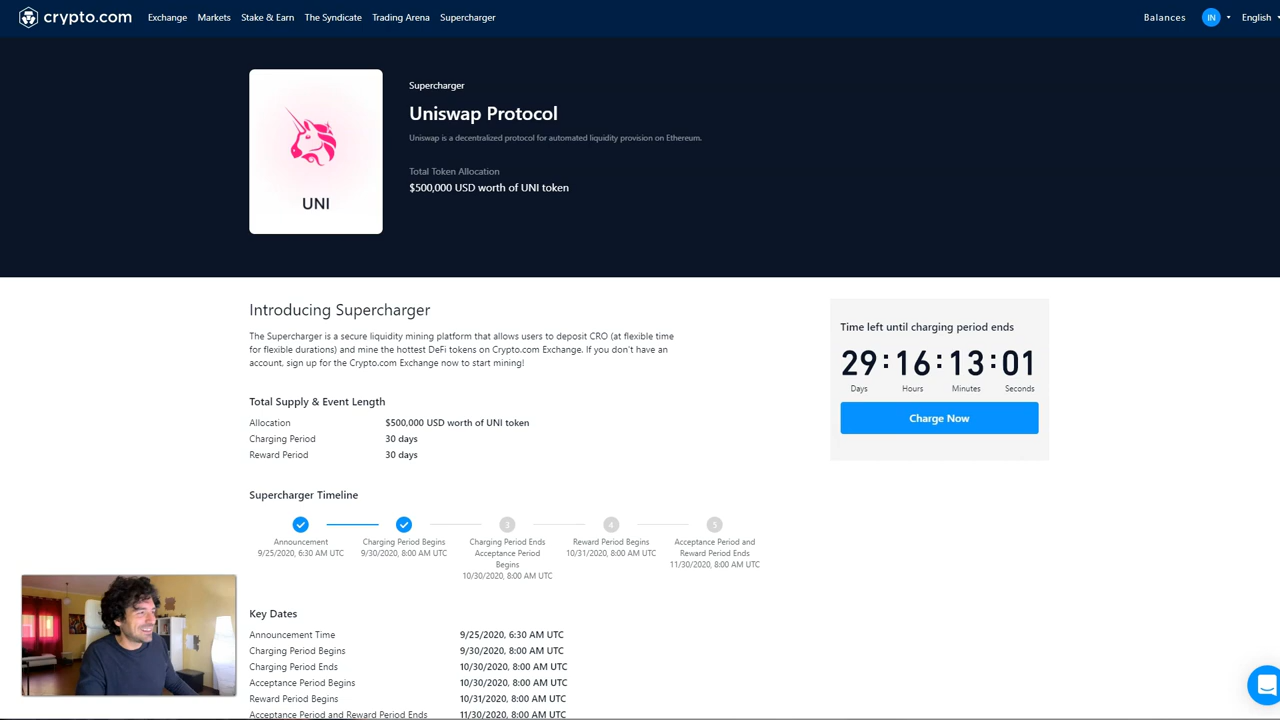 crypto.com Exchange Markets Stake & Earn The Syndicate Trading Arena Supercharger Balances IN English
Supercharger
Uniswap Protocol
Uniswap is a decentralized protocol for automated liquidity provision on Ethereum.
Total Token Allocation
$500,000 USD worth of UNI token
UNI
Introducing Supercharger
The Supercharger is a secure liquidity mining platform that allows users to deposit CRO (at flexible time
for flexible durations) and mine the hottest DeFi tokens on Crypto.com Exchange. If you don't have an
account, sign up for the Crypto.com Exchange now to start mining!
Time left until charging period ends
29:16:13:01
Days Hours Minutes Seconds
Charge Now
Total Supply & Event Length
Allocation $500,000 USD worth of UNI token
Charging Period 30 days
Reward Period 30 days
Supercharger Timeline
3 4 5
Announcement
9/25/2020, 6:30 AM UTC
Charging Period Begins
9/30/2020, 8:00 AM UTC
Charging Period Ends
Acceptance Period
Begins
10/30/2020, 8:00 AM UTC
Reward Period Begins
10/31/2020, 8:00 AM UTC
Acceptance Period and
Reward Period Ends
11/30/2020, 8:00 AM UTC
Key Dates
Announcement Time 9/25/2020, 6:30 AM UTC
Charging Period Begins 9/30/2020, 8:00 AM UTC
Charging Period Ends 10/30/2020, 8:00 AM UTC
Acceptance Period Begins 10/30/2020, 8:00 AM UTC
Reward Period Begins 10/31/2020, 8:00 AM UTC
Acceptance Period and Reward Period Ends 11/30/2020, 8:00 AM UTC